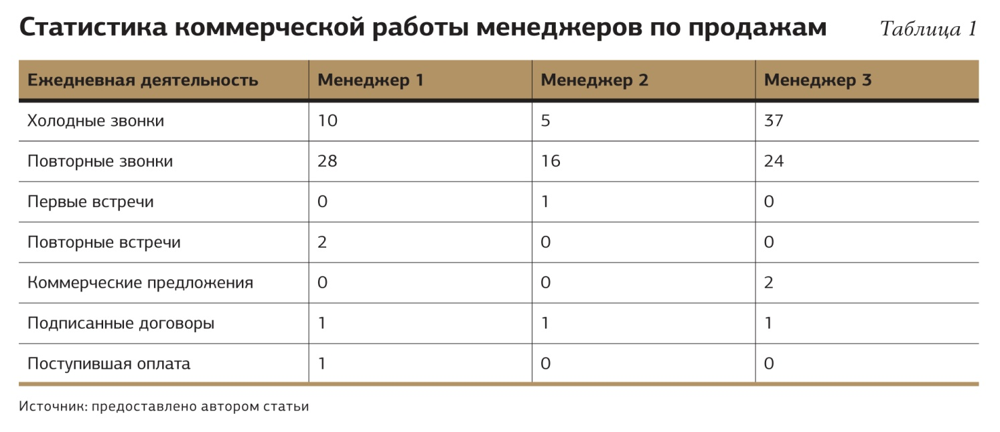 Статистика коммерческой работы менеджеров по продажам Таблица 1
Ежедневная деятельность Менеджер 1 Менеджер 2 Менеджер 3
Холодные звонки 10 5 37
Повторные звонки 28 16 24
Первые встречи 0 1 0
Повторные встречи 2 0 0
Коммерческие предложения 0 0 2
Подписанные договоры 1 1 1
Поступившая оплата 1 0 0
Источник: предоставлено автором статьи